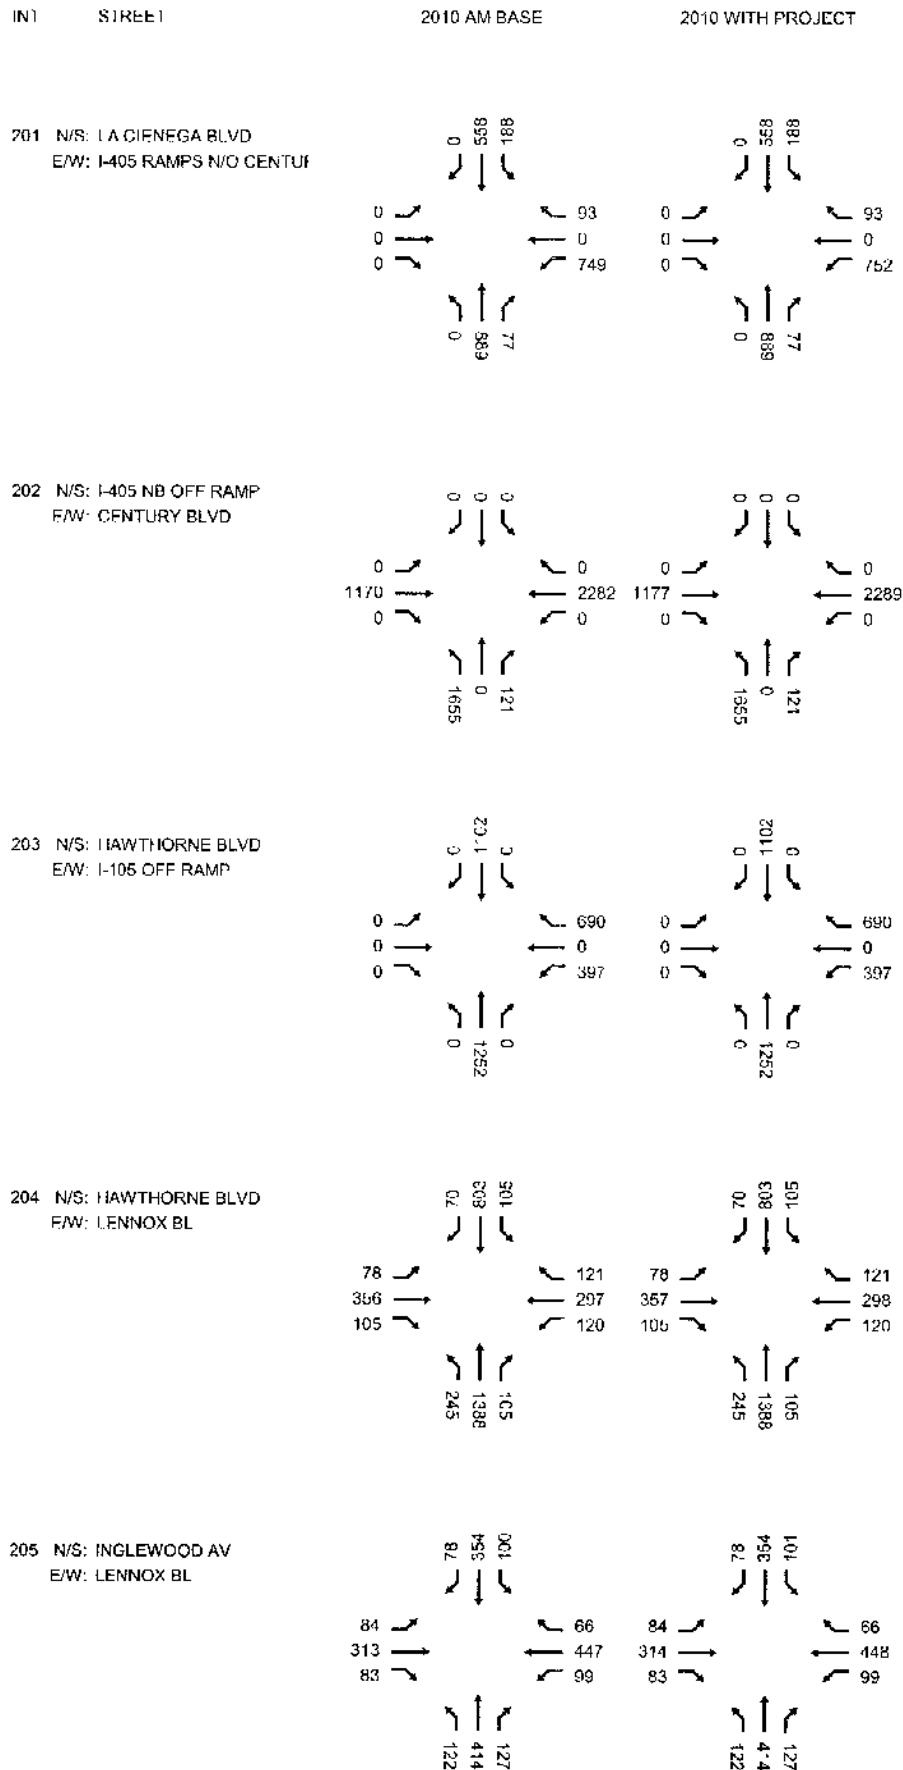 INT STREET 2010 AM BASE 2010 WITH PROJECT
201 N/S: LA CIENEGA BLVD
E/W: I-405 RAMPS N/O CENTUR
0 188 0 188
0 93 0 93
0 0 0 0
0 749 0 752
0 889 77 0 889 77
202 N/S: I-405 NB OFF RAMP
E/W: CENTURY BLVD
0 0 0 0 0 0
0 0 0 0
1170 2282 1177 2289
0 0 0 0
1655 0 121 1655 0 121
203 N/S: HAWTHORNE BLVD
E/W: I-105 OFF RAMP
0 1102 0 0 1102 0
0 690 0 690
0 0 0 0
0 397 0 397
0 1252 0 0 1252 0
204 N/S: HAWTHORNE BLVD
E/W: LENNOX BL
70 803 105 70 803 105
78 121 78 121
356 297 357 298
105 120 105 120
245 1388 105 245 1388 105
205 N/S: INGLEWOOD AV
E/W: LENNOX BL
78 354 100 78 354 101
84 66 84 66
313 447 314 448
83 99 83 99
122 414 127 122 414 127